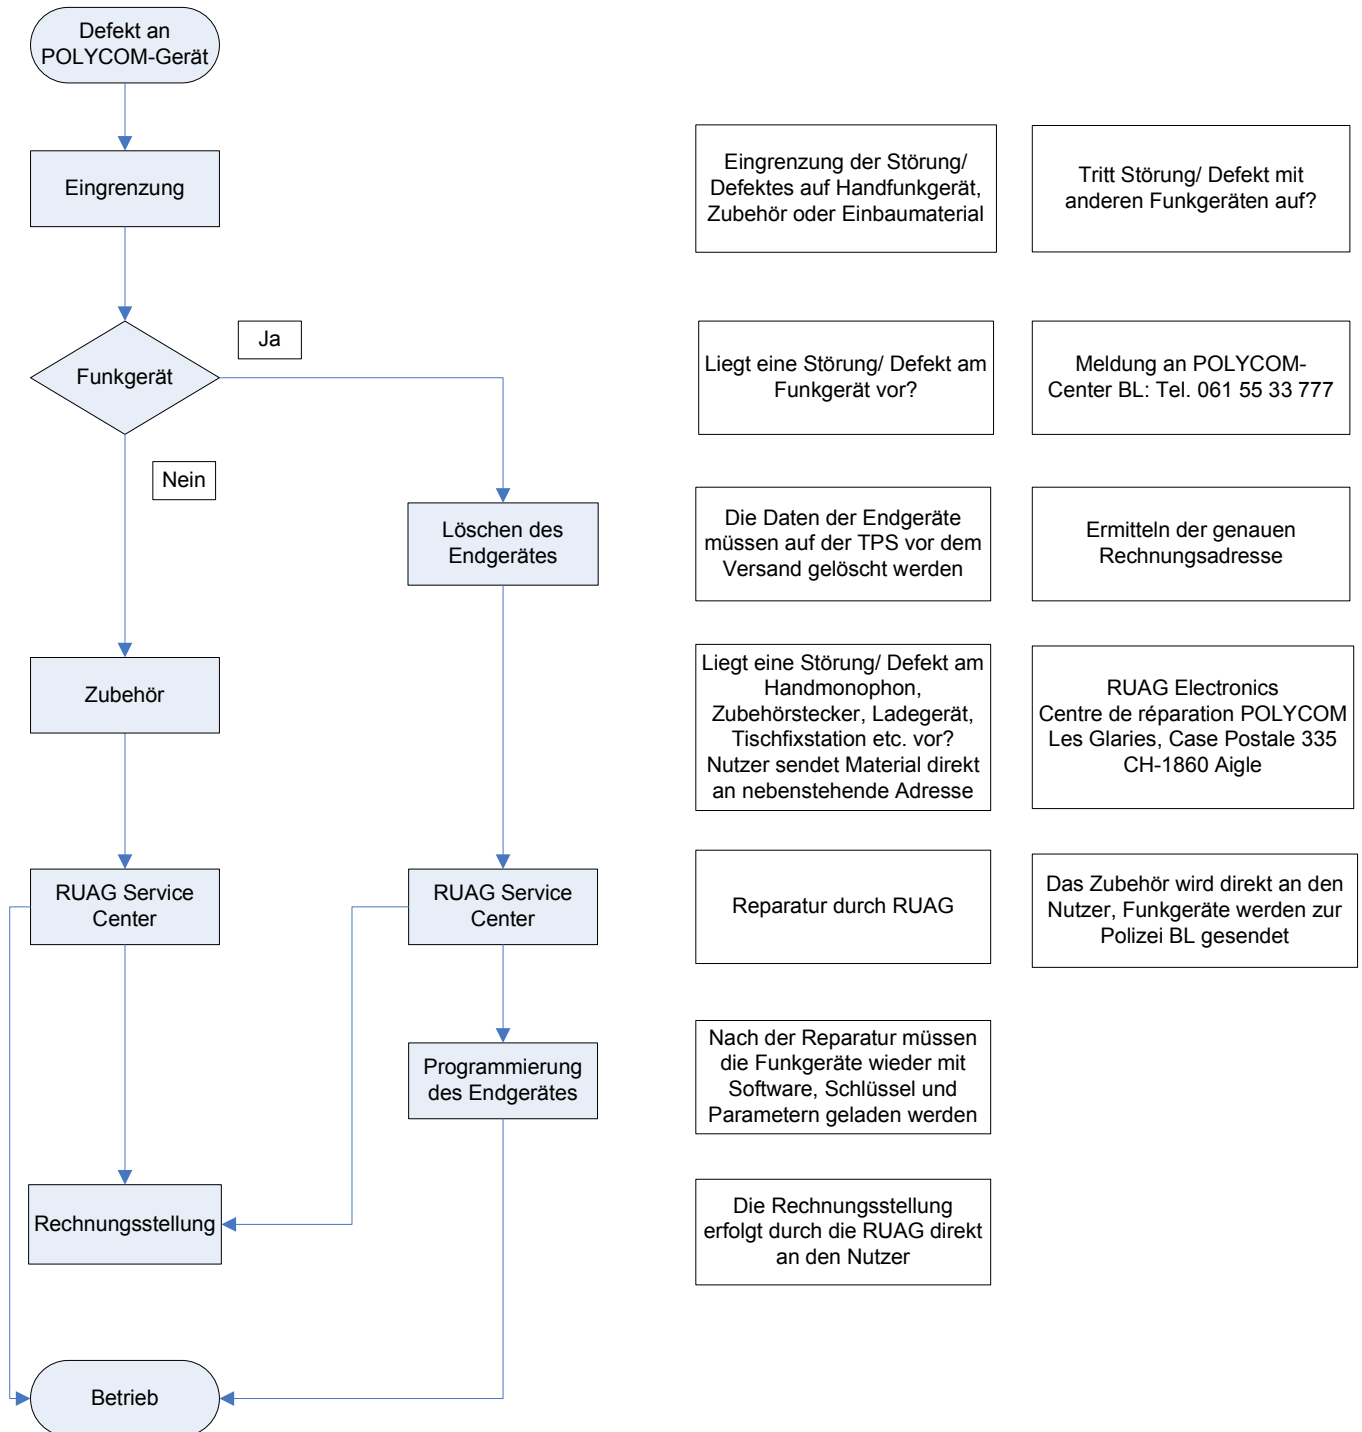 Defekt an
POLYCOM-Gerät
Eingrenzung
Eingrenzung der Störung/
Defektes auf Handfunkgerät,
Zubehör oder Einbaumaterial
Tritt Störung/ Defekt mit
anderen Funkgeräten auf?
Funkgerät
Ja
Nein
Liegt eine Störung/ Defekt am
Funkgerät vor?
Meldung an POLYCOM-
Center BL: Tel. 061 55 33 777
Löschen des
Endgerätes
Die Daten der Endgeräte
müssen auf der TPS vor dem
Versand gelöscht werden
Ermitteln der genauen
Rechnungsadresse
Zubehör
Liegt eine Störung/ Defekt am
Handmonophon,
Zubehörstecker, Ladegerät,
Tischfixstation etc. vor?
Nutzer sendet Material direkt
an nebenstehende Adresse
RUAG Electronics
Centre de réparation POLYCOM
Les Glaries, Case Postale 335
CH-1860 Aigle
RUAG Service
Center
RUAG Service
Center
Reparatur durch RUAG
Das Zubehör wird direkt an den
Nutzer, Funkgeräte werden zur
Polizei BL gesendet
Programmierung
des Endgerätes
Nach der Reparatur müssen
die Funkgeräte wieder mit
Software, Schlüssel und
Parametern geladen werden
Rechnungsstellung
Die Rechnungsstellung
erfolgt durch die RUAG direkt
an den Nutzer
Betrieb